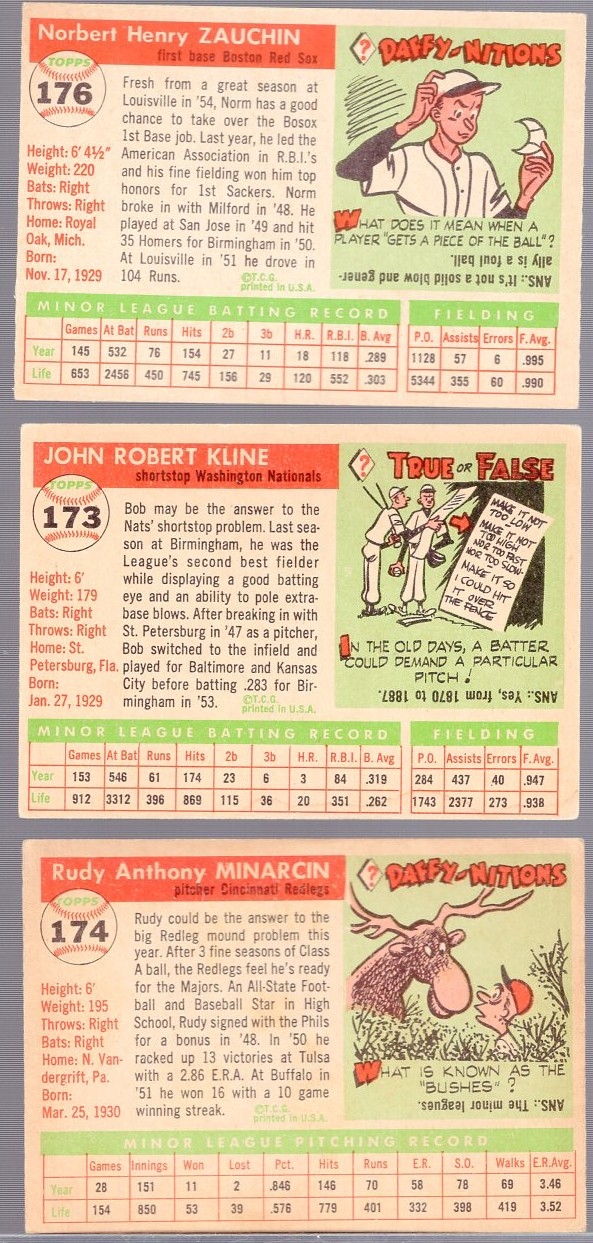 Norbert Henry ZAUCHIN
first base Boston Red Sox
TOPPS
176
Height: 6' 4½"
Weight: 220
Bats: Right
Throws: Right
Home: Royal
Oak, Mich.
Born:
Nov. 17, 1929
Fresh from a great season at
Louisville in '54, Norm has a good
chance to take over the Bosox
1st Base job. Last year, he led the
American Association in R.B.I.'s
and his fine fielding won him top
honors for 1st Sackers. Norm
broke in with Milford in '48. He
played at San Jose in '49 and hit
35 Homers for Birmingham in '50.
At Louisville in '51 he drove in
104 Runs.
©T.C.G.
printed in U.S.A.
? DAFFY-NITIONS
WHAT DOES IT MEAN WHEN A
PLAYER "GETS A PIECE OF THE BALL"?
ANS.: It's not a solid blow and gener-
ally is a foul ball.
MINOR LEAGUE BATTING RECORD FIELDING
Games At Bat Runs Hits 2b 3b H.R. R.B.I. B. Avg P.O. Assists Errors F. Avg.
Year 145 532 76 154 27 11 18 118 .289 1128 57 6 .995
Life 653 2456 450 745 156 29 120 552 .303 5344 355 60 .990
JOHN ROBERT KLINE
shortstop Washington Nationals
TOPPS
173
Height: 6'
Weight: 179
Bats: Right
Throws: Right
Home: St.
Petersburg, Fla.
Born:
Jan. 27, 1929
Bob may be the answer to the
Nats' shortstop problem. Last sea-
son at Birmingham, he was the
League's second best fielder
while displaying a good batting
eye and an ability to pole extra-
base blows. After breaking in with
St. Petersburg in '47 as a pitcher,
Bob switched to the infield and
played for Baltimore and Kansas
City before batting .283 for Bir-
mingham in '53.
©T.C.G.
printed in U.S.A.
? TRUE OR FALSE
MAKE IT NOT
TOO LOW
MAKE IT NOT
TOO HIGH
NOR TOO FAST
NOR TOO SLOW-
MAKE IT SO
I COULD HIT
IT OVER
THE FENCE
IN THE OLD DAYS, A BATTER
COULD DEMAND A PARTICULAR
PITCH!
ANS.: Yes, from 1870 to 1887.
MINOR LEAGUE BATTING RECORD FIELDING
Games At Bat Runs Hits 2b 3b H.R. R.B.I. B. Avg P.O. Assists Errors F. Avg.
Year 153 546 61 174 23 6 3 84 .319 284 437 40 .947
Life 912 3312 396 869 115 36 20 351 .262 1743 2377 273 .938
Rudy Anthony MINARCIN
pitcher Cincinnati Redlegs
TOPPS
174
Height: 6'
Weight: 195
Throws: Right
Bats: Right
Home: N. Van-
dergrift, Pa.
Born:
Mar. 25, 1930
Rudy could be the answer to the
big Redleg mound problem this
year. After 3 fine seasons of Class
A ball, the Redlegs feel he's ready
for the Majors. An All-State Foot-
ball and Baseball Star in High
School, Rudy signed with the Phils
for a bonus in '48. In '50 he
racked up 13 victories at Tulsa
with a 2.86 E.R.A. At Buffalo in
'51 he won 16 with a 10 game
winning streak.
©T.C.G.
printed in U.S.A.
? DAFFY-NITIONS
WHAT IS KNOWN AS THE
"BUSHES"?
ANS.: The minor leagues.
MINOR LEAGUE PITCHING RECORD
Games Innings Won Lost Pct. Hits Runs E.R. S.O. Walks E.R.Avg.
Year 28 151 11 2 .846 146 70 58 78 69 3.46
Life 154 850 53 39 .576 779 401 332 398 419 3.52